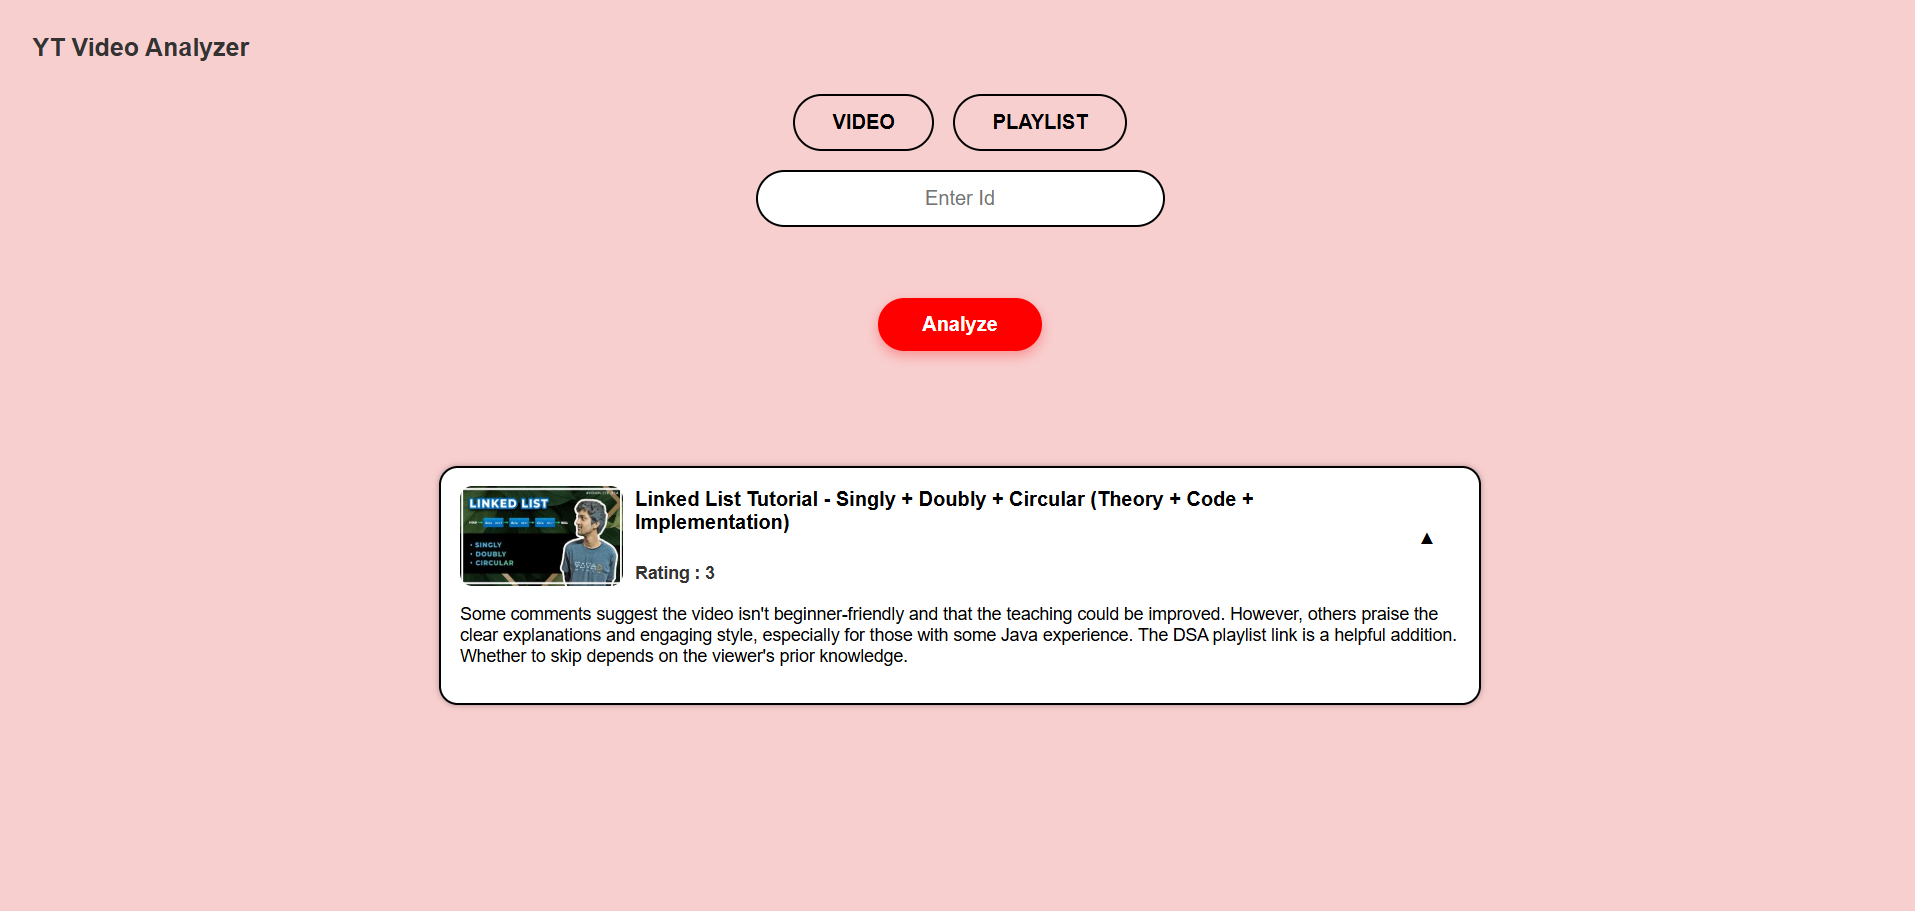 YT Video Analyzer
VIDEO PLAYLIST
Enter Id
Analyze
LINKED LIST
• SINGLY
• DOUBLY
• CIRCULAR
Linked List Tutorial - Singly + Doubly + Circular (Theory + Code +
Implementation)
▲
Rating : 3
Some comments suggest the video isn't beginner-friendly and that the teaching could be improved. However, others praise the
clear explanations and engaging style, especially for those with some Java experience. The DSA playlist link is a helpful addition.
Whether to skip depends on the viewer's prior knowledge.